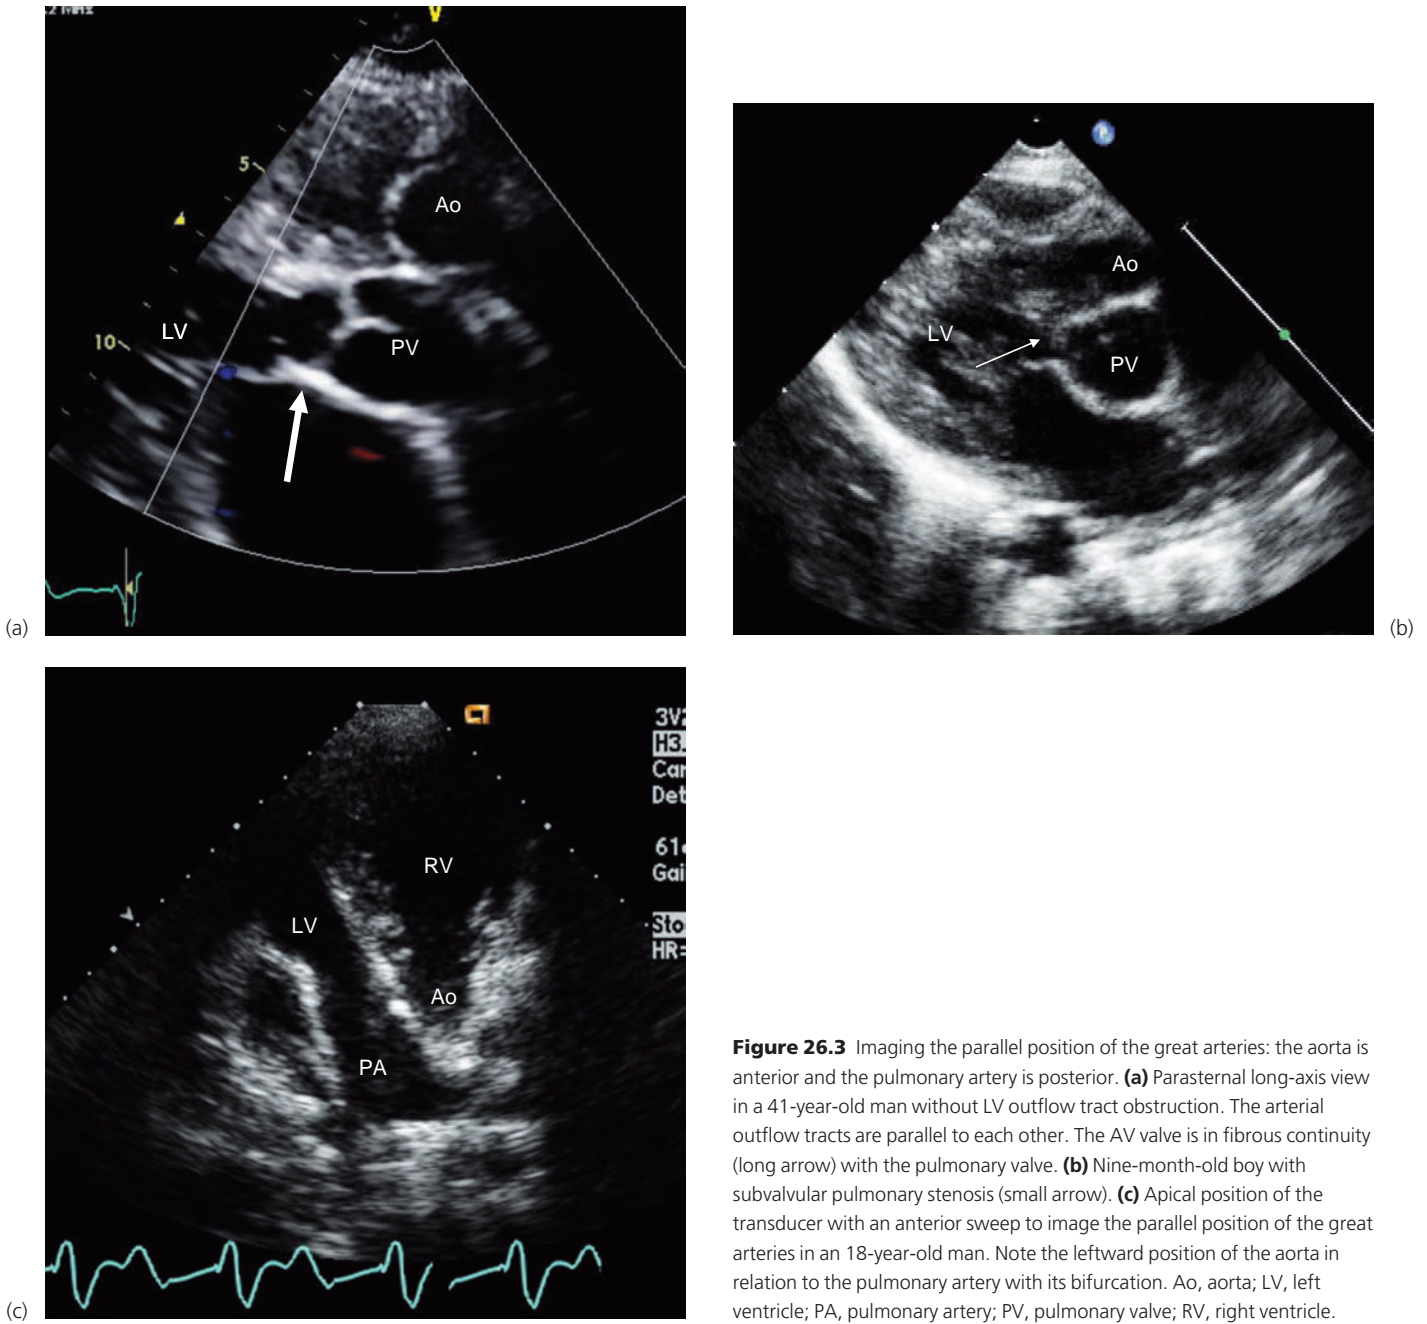 5
Ao
LV
10
PV
(a)
Ao
LV
PV
(b)
3V2
H3.
Car
Det
RV
61
Gai
LV
Sto
HR=
Ao
PA
(c)
Figure 26.3 Imaging the parallel position of the great arteries: the aorta is
anterior and the pulmonary artery is posterior. (a) Parasternal long-axis view
in a 41-year-old man without LV outflow tract obstruction. The arterial
outflow tracts are parallel to each other. The AV valve is in fibrous continuity
(long arrow) with the pulmonary valve. (b) Nine-month-old boy with
subvalvular pulmonary stenosis (small arrow). (c) Apical position of the
transducer with an anterior sweep to image the parallel position of the great
arteries in an 18-year-old man. Note the leftward position of the aorta in
relation to the pulmonary artery with its bifurcation. Ao, aorta; LV, left
ventricle; PA, pulmonary artery; PV, pulmonary valve; RV, right ventricle.